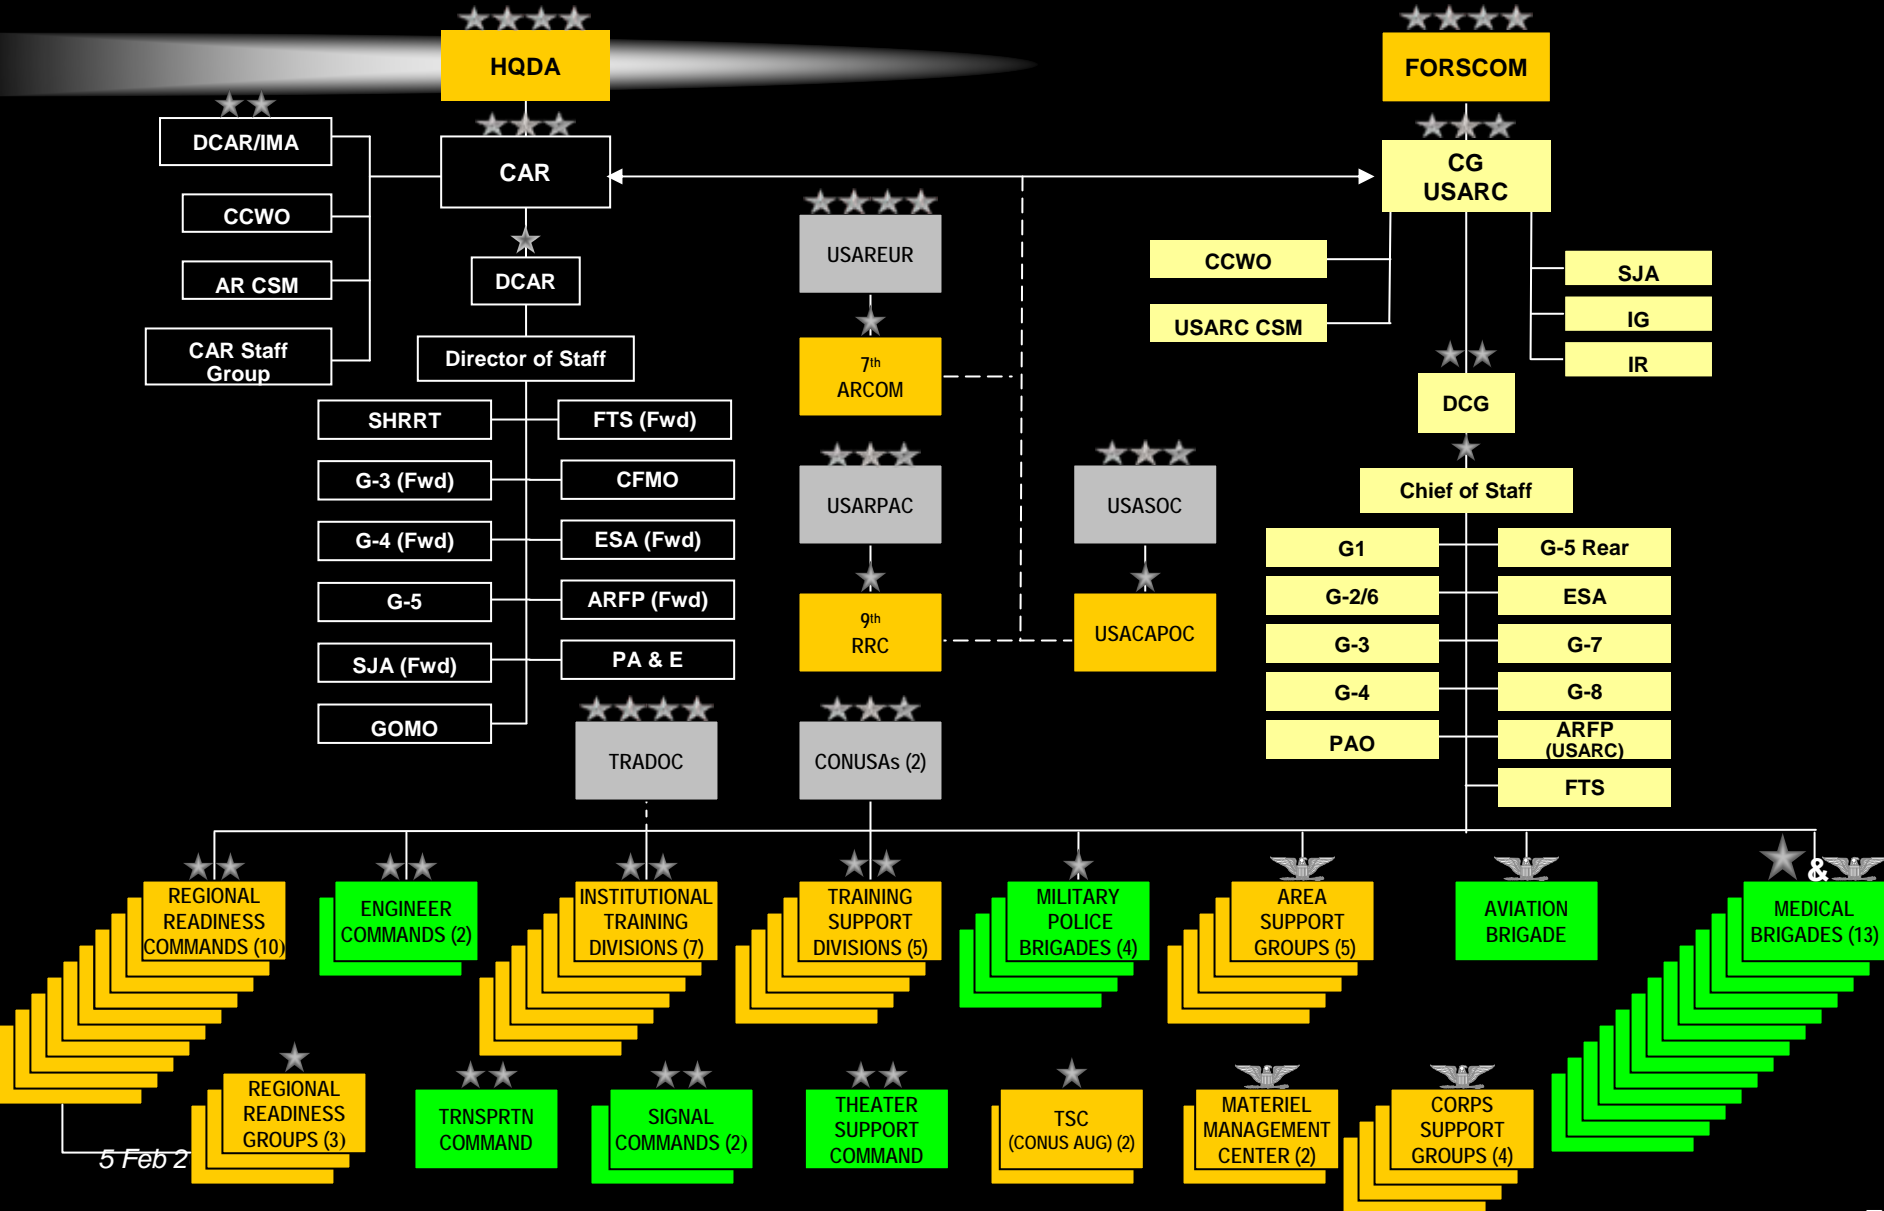 HQDA
FORSCOM
DCAR/IMA
CAR
CG
USARC
CCWO
AR CSM
CAR Staff
Group
DCAR
Director of Staff
SHRRT
FTS (Fwd)
G-3 (Fwd)
CFMO
G-4 (Fwd)
ESA (Fwd)
G-5
ARFP (Fwd)
SJA (Fwd)
PA & E
GOMO
USAREUR
7th
ARCOM
USARPAC
9th
RRC
USASOC
USACAPOC
CCWO
USARC CSM
SJA
IG
IR
DCG
Chief of Staff
G1
G-5 Rear
G-2/6
ESA
G-3
G-7
G-4
G-8
PAO
ARFP
(USARC)
FTS
TRADOC
CONUSAs (2)
REGIONAL
READINESS
COMMANDS (10)
ENGINEER
COMMANDS (2)
INSTITUTIONAL
TRAINING
DIVISIONS (7)
TRAINING
SUPPORT
DIVISIONS (5)
MILITARY
POLICE
BRIGADES (4)
AREA
SUPPORT
GROUPS (5)
AVIATION
BRIGADE
&
MEDICAL
BRIGADES (13)
REGIONAL
READINESS
GROUPS (3)
TRNSPRTN
COMMAND
SIGNAL
COMMANDS (2)
THEATER
SUPPORT
COMMAND
TSC
(CONUS AUG) (2)
MATERIEL
MANAGEMENT
CENTER (2)
CORPS
SUPPORT
GROUPS (4)
5 Feb 2